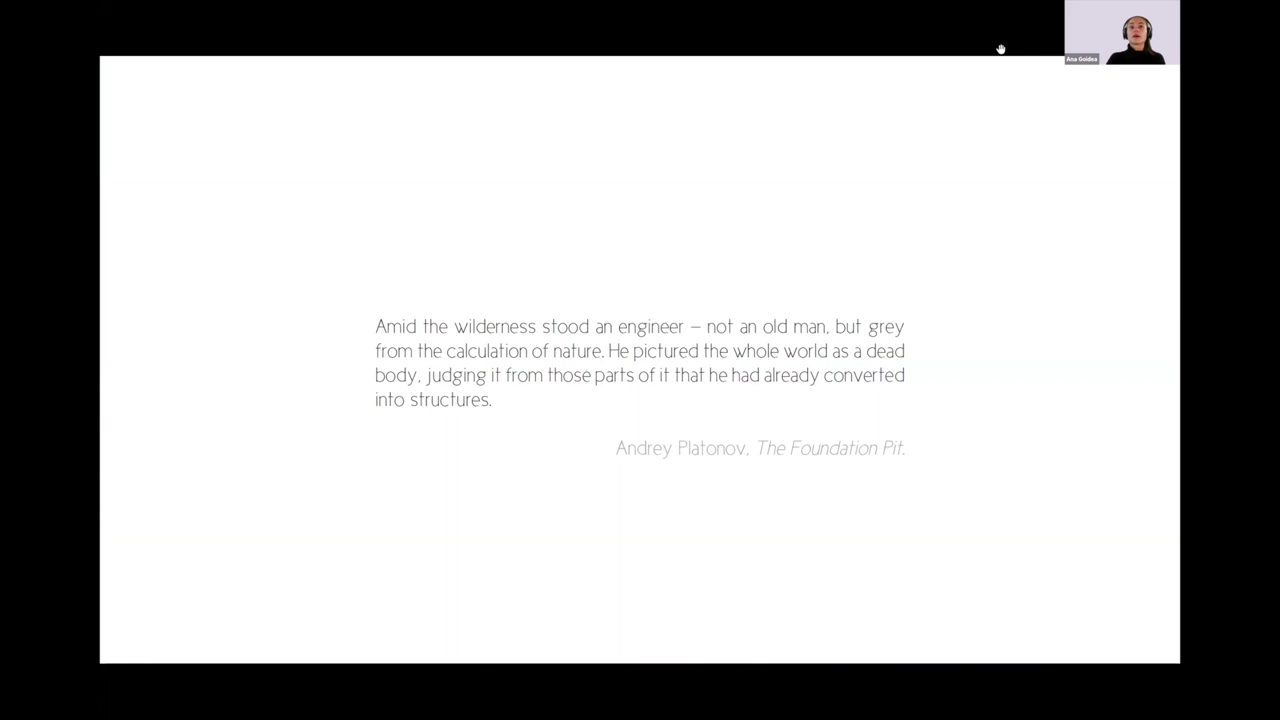 Ana Goidea
Amid the wilderness stood an engineer – not an old man, but grey
from the calculation of nature. He pictured the whole world as a dead
body, judging it from those parts of it that he had already converted
into structures.
Andrey Platonov, The Foundation Pit.